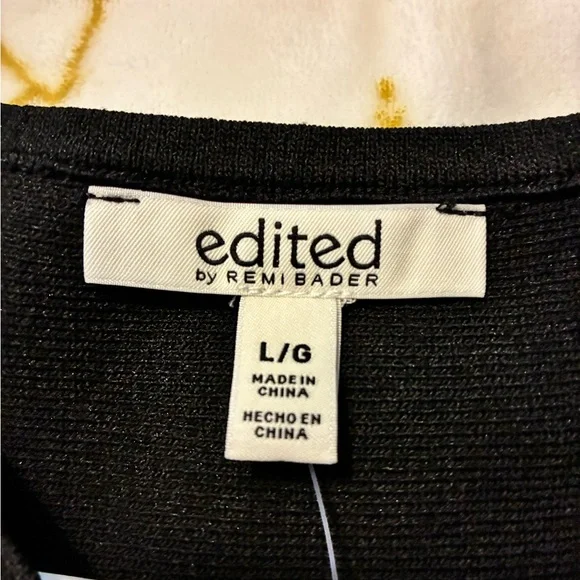 edited
by REMI BADER
L/G
MADE IN
CHINA
HECHO EN
CHINA